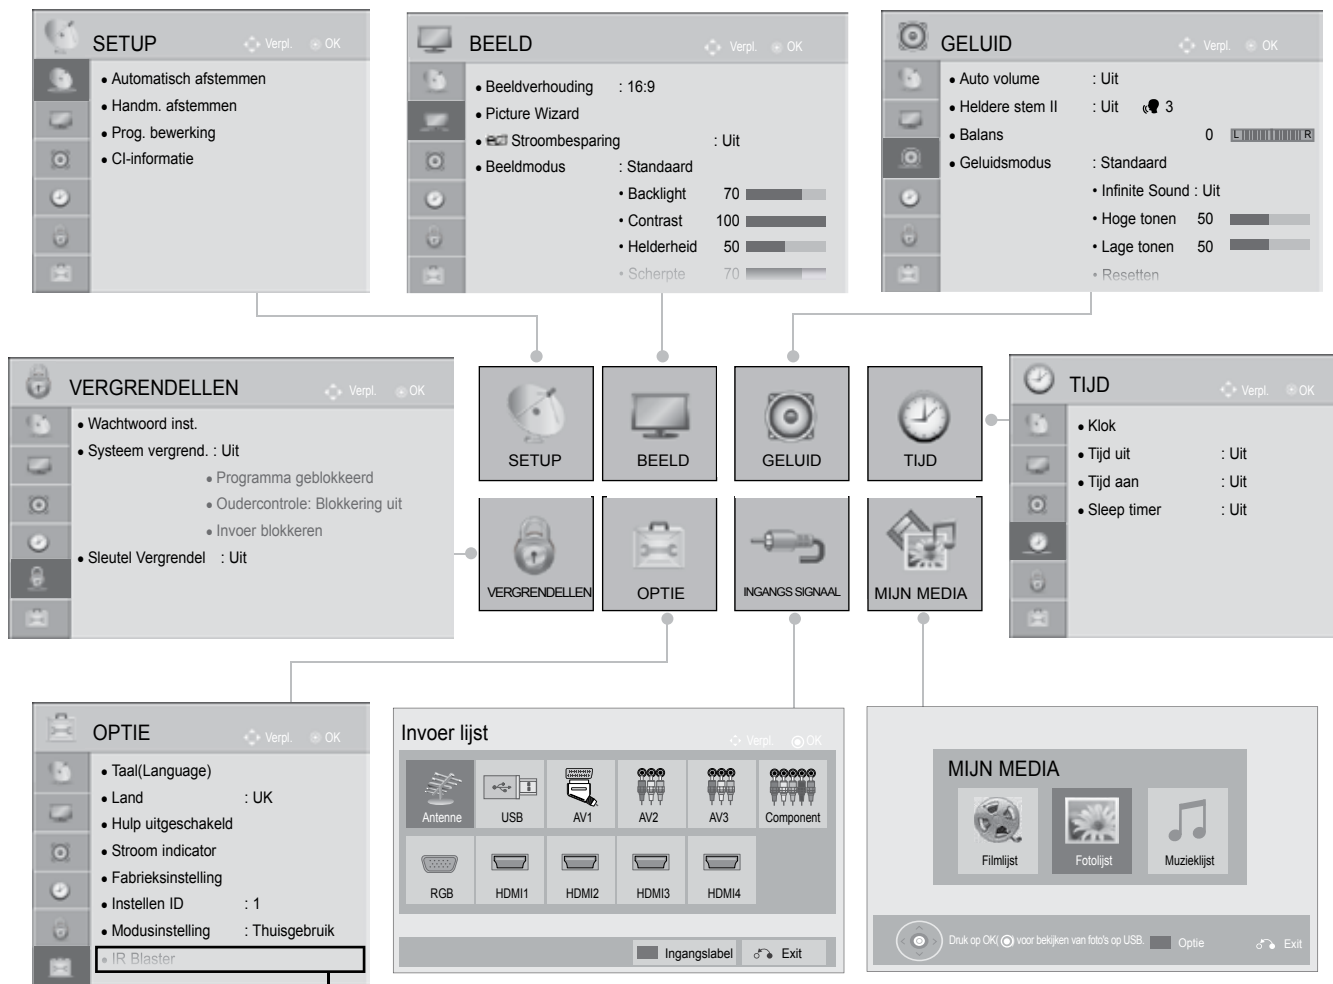 SETUP
Verpl. OK
• Automatisch afstemmen
• Handm. afstemmen
• Prog. bewerking
• CI-informatie
BEELD
Verpl. OK
• Beeldverhouding : 16:9
• Picture Wizard
• Stroombesparing : Uit
• Beeldmodus : Standaard
• Backlight 70
• Contrast 100
• Helderheid 50
• Scherpte 70
GELUID
Verpl. OK
• Auto volume : Uit
• Heldere stem II : Uit 3
• Balans 0 L R
• Geluidsmodus : Standaard
• Infinite Sound : Uit
• Hoge tonen 50
• Lage tonen 50
• Resetten
VERGRENDELLEN
Verpl. OK
• Wachtwoord inst.
• Systeem vergrend. : Uit
• Programma geblokkeerd
• Oudercontrole: Blokkering uit
• Invoer blokkeren
• Sleutel Vergrendel : Uit
SETUP
BEELD
GELUID
TIJD
VERGRENDELLEN
OPTIE
INGANGS SIGNAAL
MIJN MEDIA
TIJD
Verpl. OK
• Klok
• Tijd uit : Uit
• Tijd aan : Uit
• Sleep timer : Uit
OPTIE
Verpl. OK
• Taal(Language)
• Land : UK
• Hulp uitgeschakeld
• Stroom indicator
• Fabrieksinstelling
• Instellen ID : 1
• Modusinstelling : Thuisgebruik
• IR Blaster
Invoer lijst
Verpl. OK
Antenne USB AV1 AV2 AV3 Component
RGB HDMI1 HDMI2 HDMI3 HDMI4
Ingangslabel Exit
MIJN MEDIA
Filmlijst Fotolijst Muzieklijst
Druk op OK( voor bekijken van foto's op USB. Optie Exit